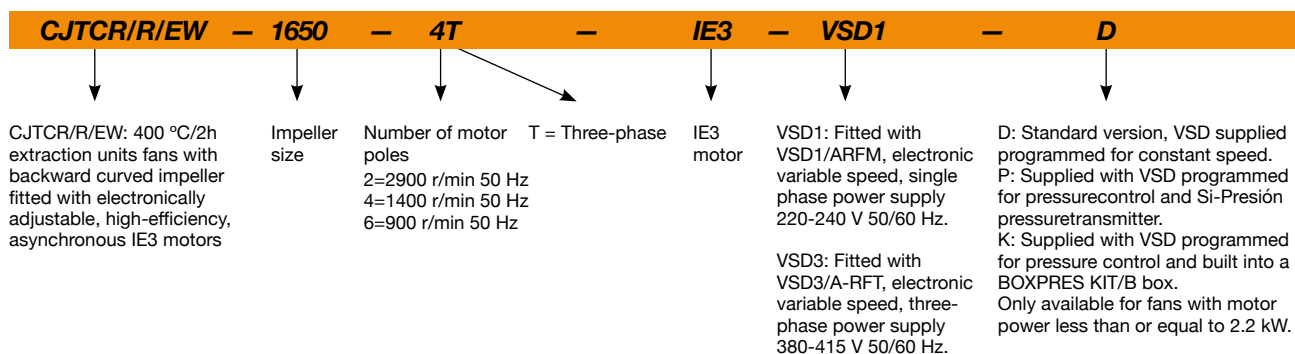 CJTCR/R/EW — 1650 — 4T — IE3 — VSD1 — D
CJTCR/R/EW: 400 ºC/2h
extraction units fans with
backward curved impeller
fitted with electronically
adjustable, high-efficiency,
asynchronous IE3 motors
Impeller
size
Number of motor
poles
2=2900 r/min 50 Hz
4=1400 r/min 50 Hz
6=900 r/min 50 Hz
T = Three-phase
IE3
motor
VSD1: Fitted with
VSD1/ARFM, electronic
variable speed, single
phase power supply
220-240 V 50/60 Hz.
VSD3: Fitted with
VSD3/A-RFT, electronic
variable speed, three-
phase power supply
380-415 V 50/60 Hz.
D: Standard version, VSD supplied
programmed for constant speed.
P: Supplied with VSD programmed
for pressurecontrol and Si-Presión
pressuretransmitter.
K: Supplied with VSD programmed
for pressure control and built into a
BOXPRES KIT/B box.
Only available for fans with motor
power less than or equal to 2.2 kW.